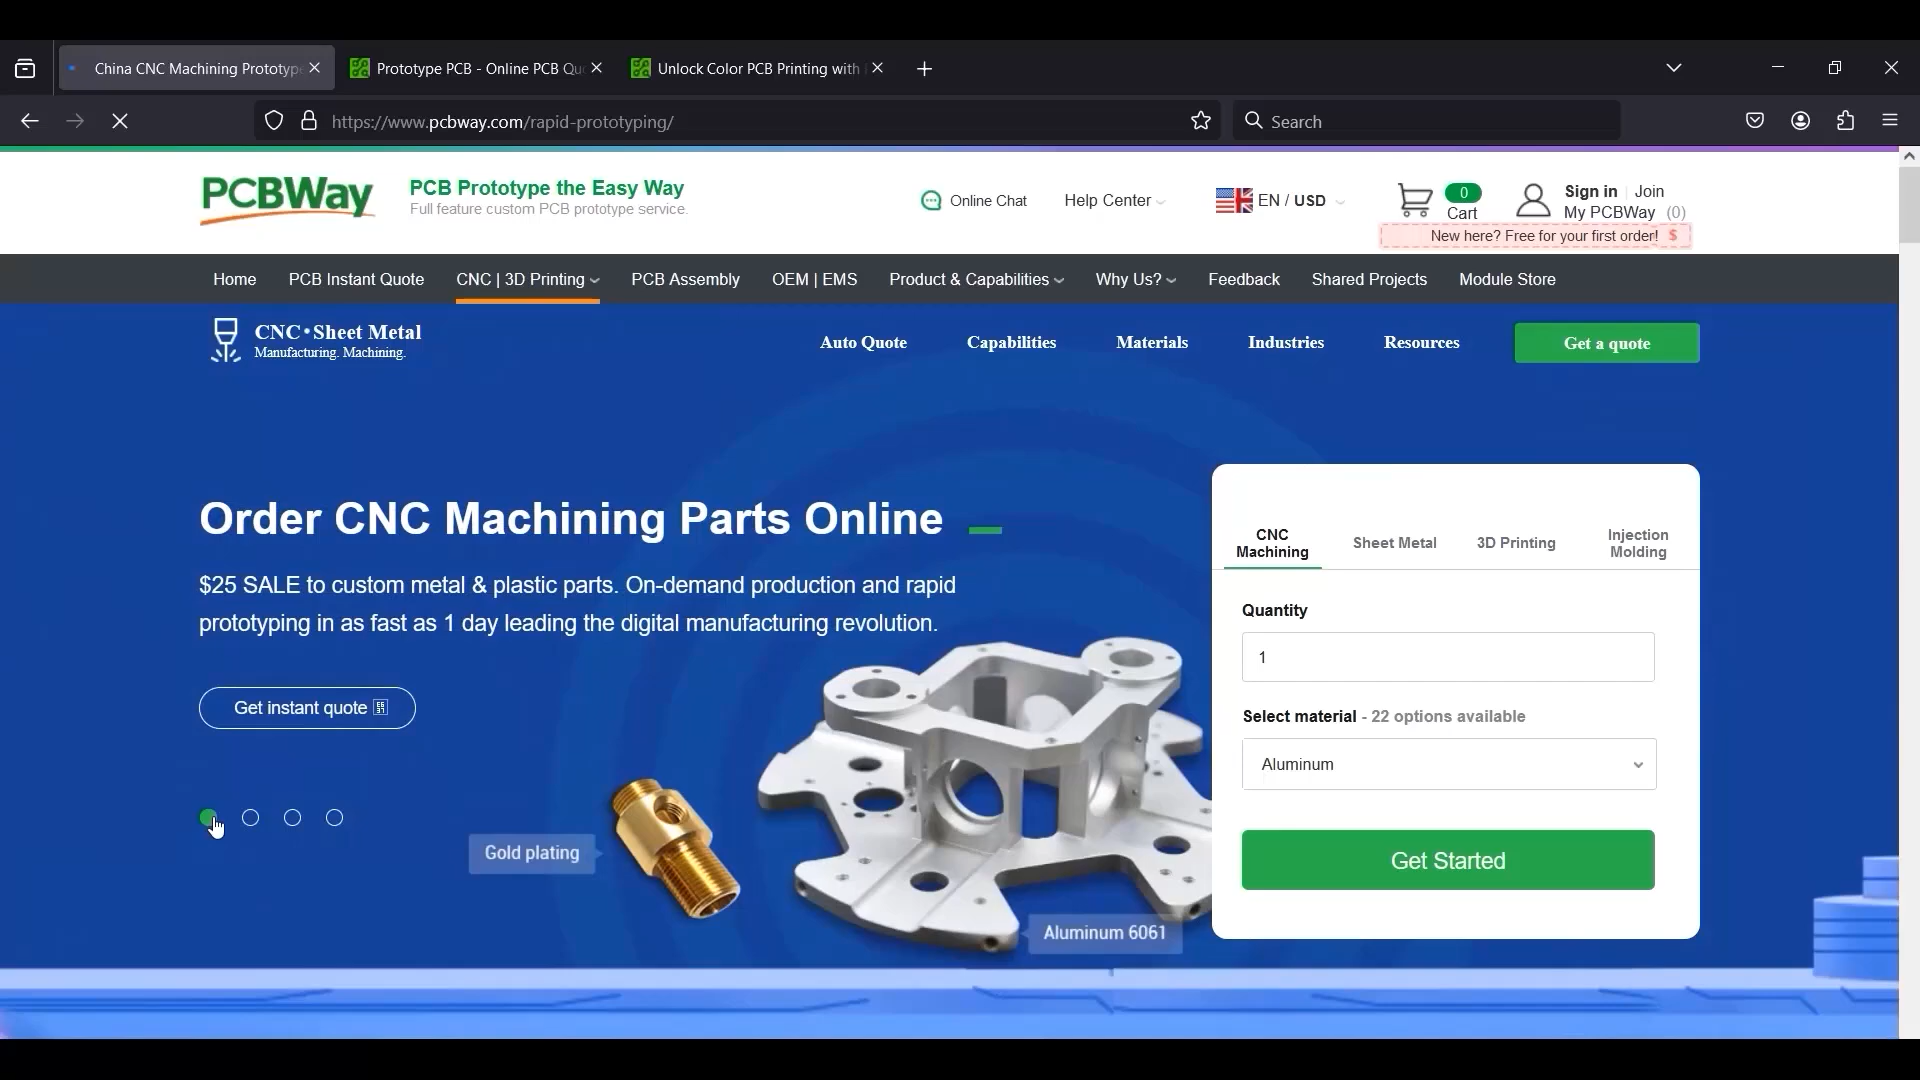 China CNC Machining Prototype
Prototype PCB - Online PCB Qu
Unlock Color PCB Printing with
https://www.pcbway.com/rapid-prototyping/
Search
PCBWay
PCB Prototype the Easy Way
Full feature custom PCB prototype service.
Online Chat
Help Center
EN / USD
0
Cart
Sign in
Join
My PCBWay (0)
New here? Free for your first order! $
Home
PCB Instant Quote
CNC | 3D Printing
PCB Assembly
OEM | EMS
Product & Capabilities
Why Us?
Feedback
Shared Projects
Module Store
CNC•Sheet Metal
Manufacturing. Machining.
Auto Quote
Capabilities
Materials
Industries
Resources
Get a quote
Order CNC Machining Parts Online
$25 SALE to custom metal & plastic parts. On-demand production and rapid
prototyping in as fast as 1 day leading the digital manufacturing revolution.
Get instant quote
Gold plating
Aluminum 6061
CNC
Machining
Sheet Metal
3D Printing
Injection
Molding
Quantity
1
Select material - 22 options available
Aluminum
Get Started